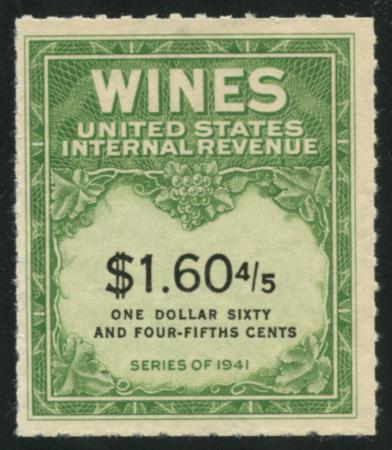 WINES
UNITED STATES
INTERNAL REVENUE
$1.60 4/5
ONE DOLLAR SIXTY
AND FOUR-FIFTHS CENTS
SERIES OF 1941